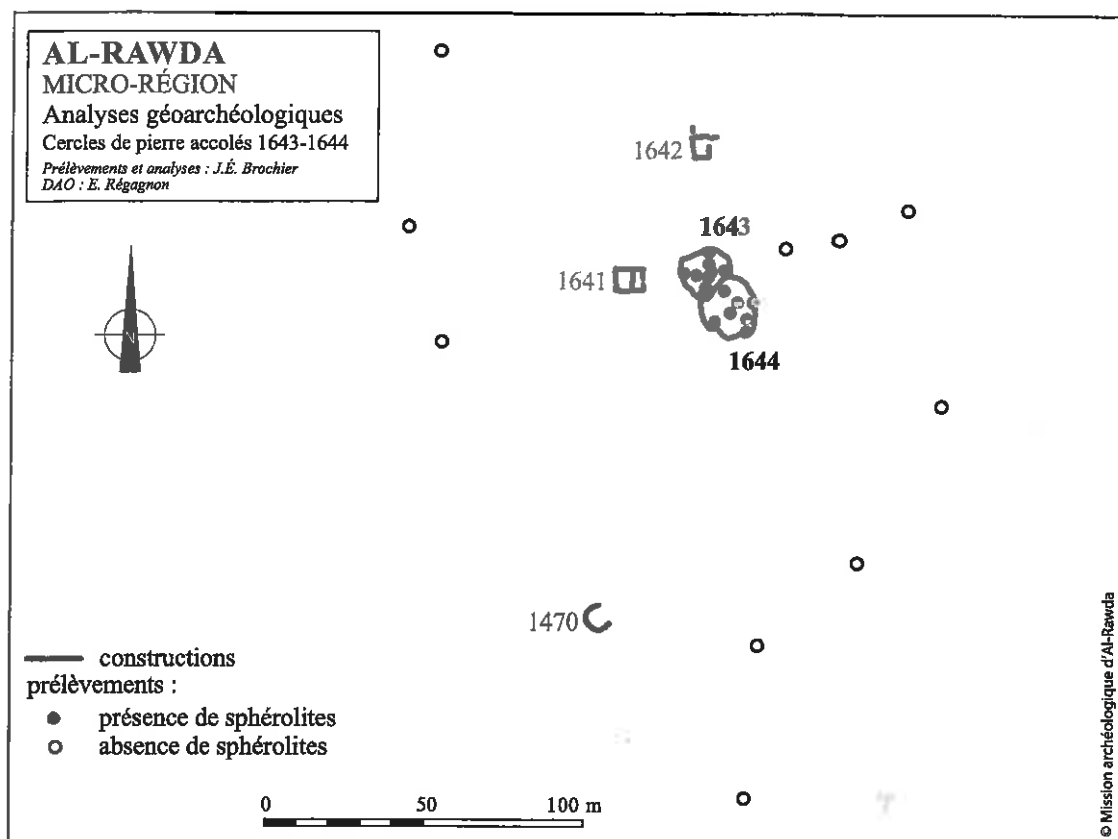 AL-RAWDA
MICRO-RÉGION
Analyses géoarchéologiques
Cercles de pierre accolés 1643-1644
Prélèvements et analyses : J.É. Brochier
DAO : E. Régagnon
1642
1643
1641
N
1644
1470
constructions
prélèvements :
présence de sphérolites
absence de sphérolites
0 50 100 m
© Mission archéologique d'Al-Rawda